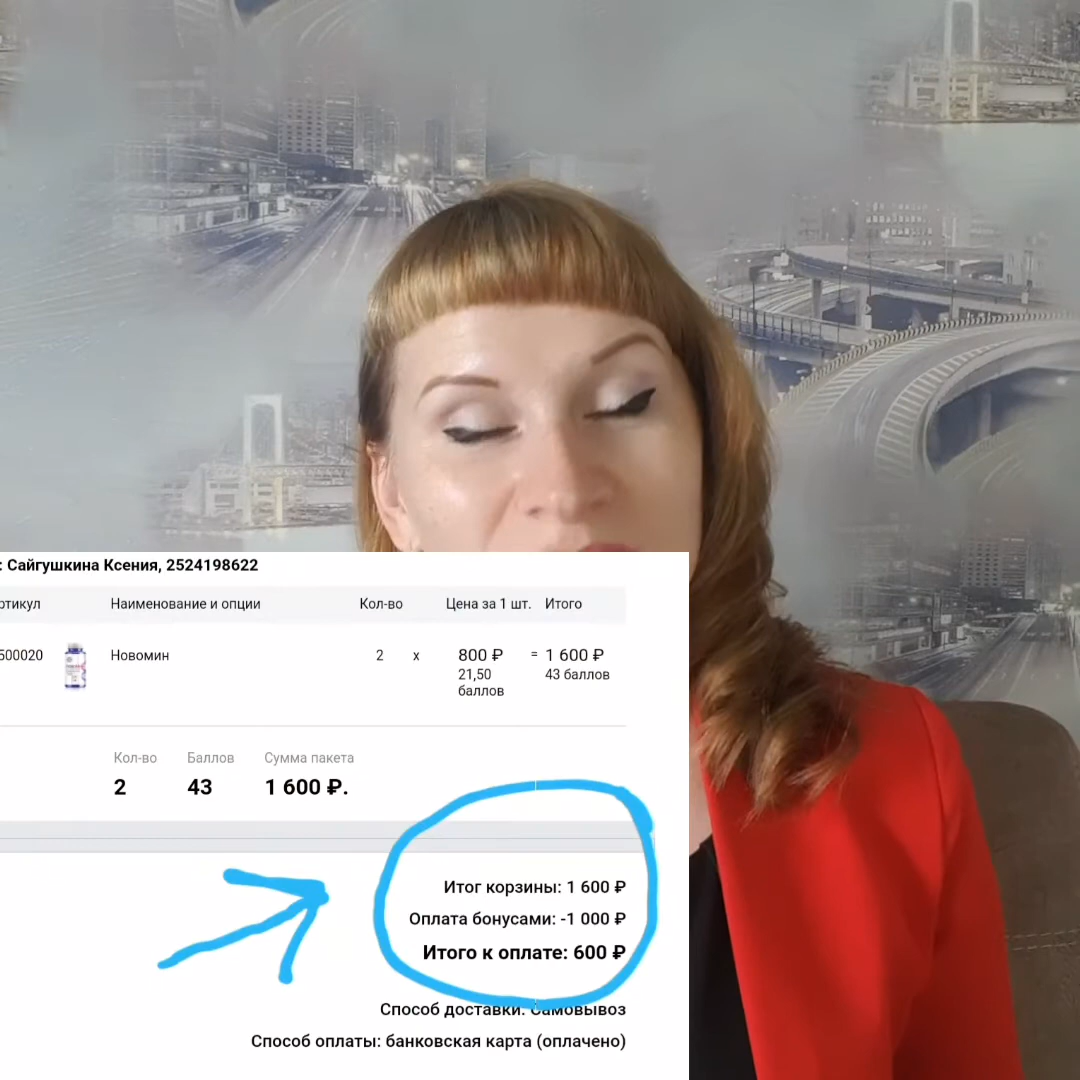 : Сайгушкина Ксения, 2524198622
ртикул Наименование и опции Кол-во Цена за 1 шт. Итого
500020 Новомин 2 x 800 ₽ = 1 600 ₽
21,50 баллов 43 баллов
Кол-во Баллов Сумма пакета
2 43 1 600 ₽.
Итог корзины: 1 600 ₽
Оплата бонусами: -1 000 ₽
Итого к оплате: 600 ₽
Способ доставки: Самовывоз
Способ оплаты: банковская карта (оплачено)